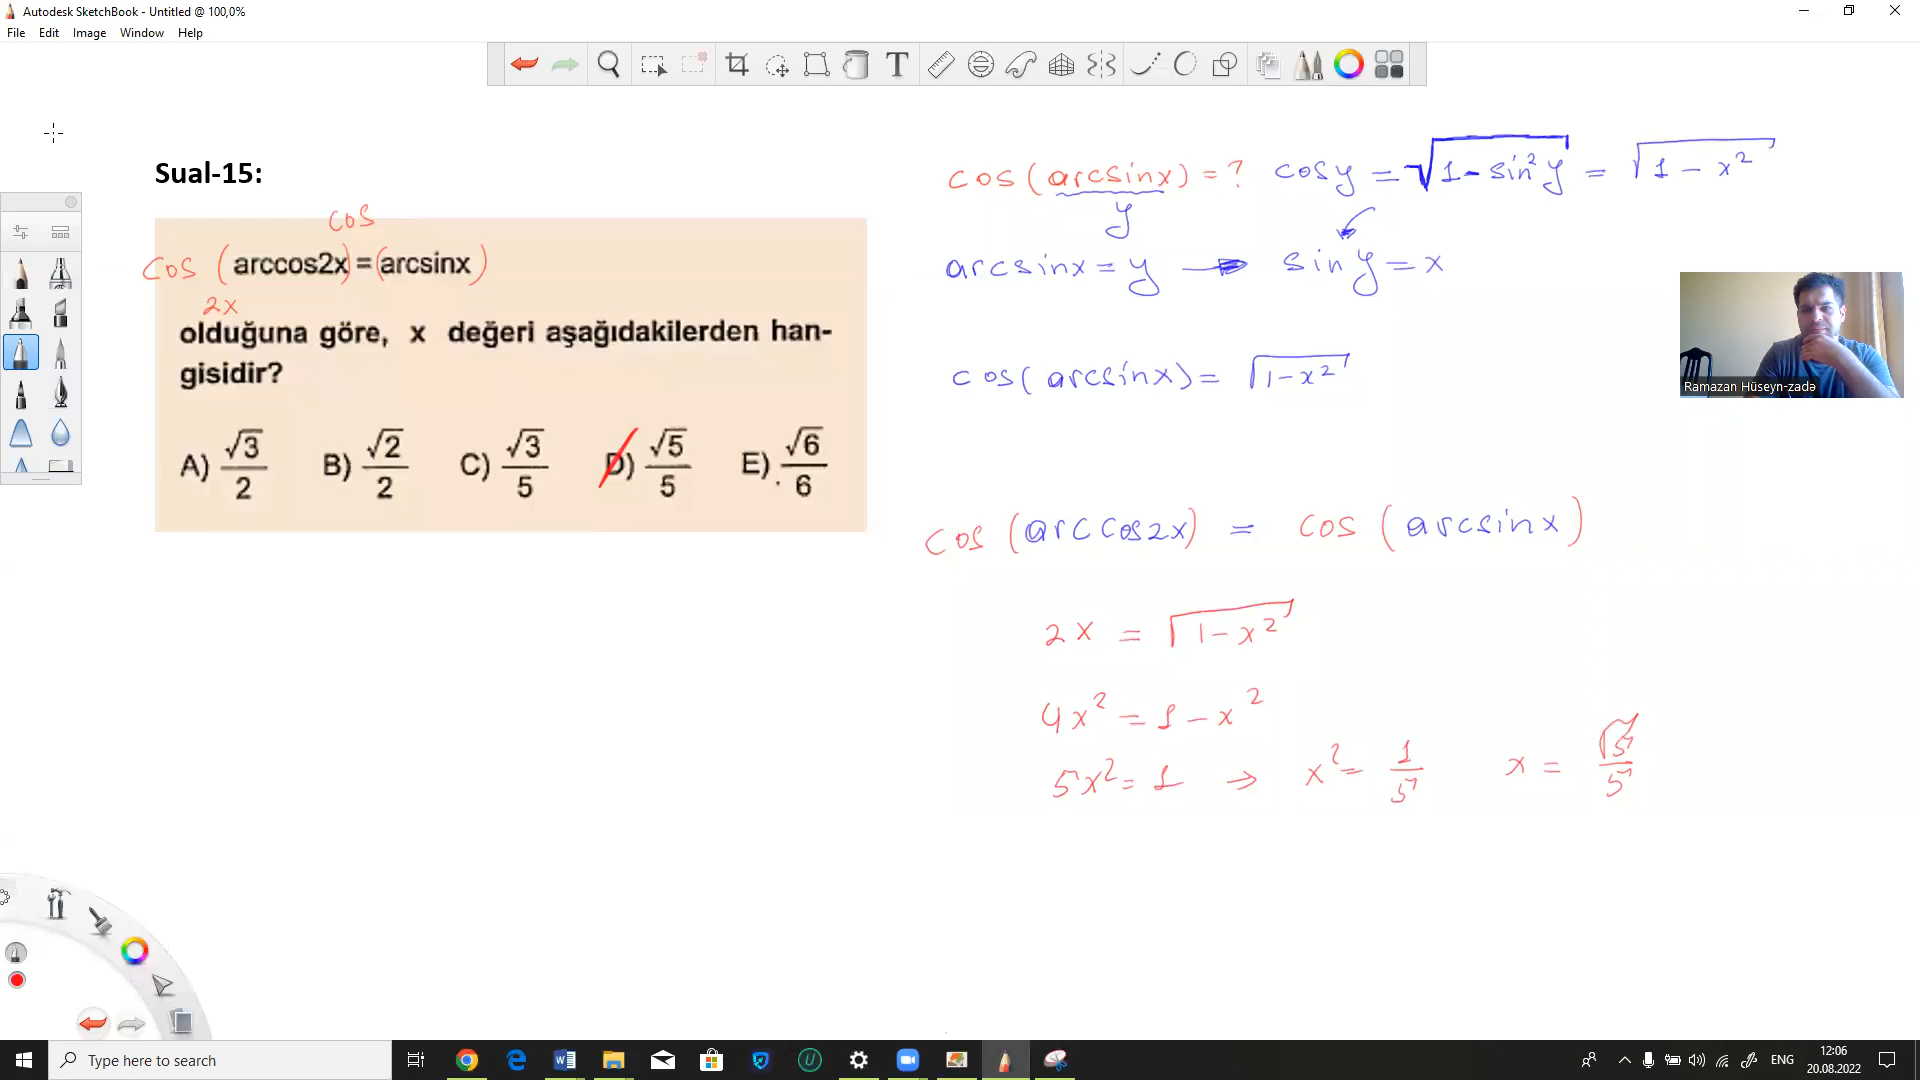 Autodesk SketchBook - Untitled @ 100,0%
File Edit Image Window Help
T
Sual-15:
cos
cos (arccos2x) = (arcsinx)
2x
olduğuna göre, x değeri aşağıdakilerden han-
gisidir?
A) √3/2 B) √2/2 C) √3/5 D) √5/5 E) √6/6
cos (arcsinx) = ? cosy = √1 - sin²y = √1 - x²
y
arcsinx = y → sin y = x
cos(arcsinx) = √1-x²
cos (arccos2x) = cos (arcsinx)
2x = √1-x²
4x² = 1 - x²
5x² = 1 → x² = 1/5 x = √5/5
Ramazan Hüseyn-zadə
Type here to search
ENG
12:06
20.08.2022